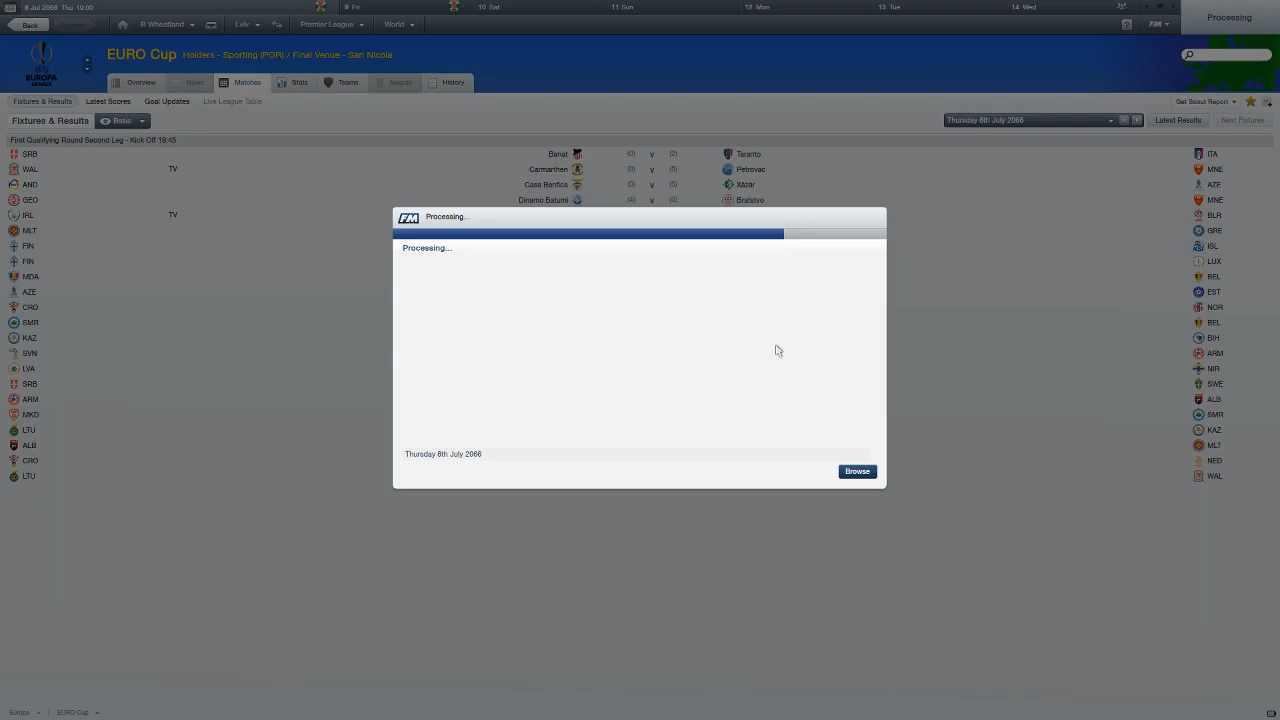 8 Jul 2066 Thu 19:00 9 Fri 10 Sat 11 Sun 12 Mon 13 Tue 14 Wed Processing
Back B Wheatland Lviv Premier League World ? FM
EURO Cup Holders - Sporting (POR) / Final Venue - San Nicola
UEFA EUROPA LEAGUE
Overview News Matches Stats Teams Awards History
Fixtures & Results Latest Scores Goal Updates Live League Table Get Scout Report
Fixtures & Results Basic Thursday 8th July 2066 Latest Results Next Fixtures
First Qualifying Round Second Leg - Kick Off 19:45
SRB Banat (0) v (2) Taranto ITA
WAL TV Carmarthen (0) v (5) Petrovac MNE
AND Casa Benfica (0) v (5) Xäzär AZE
GEO Dinamo Batumi (4) v (0) Bratstvo MNE
IRL TV BLR
MLT GRE
FIN ISL
FIN LUX
MDA BEL
AZE EST
CRO NOR
SMR BEL
KAZ BIH
SVN ARM
LVA NIR
SRB SWE
ARM ALB
MKD SMR
LTU KAZ
ALB MLT
CRO NED
LTU WAL
FM Processing...
Processing...
Thursday 8th July 2066
Browse
Europe EURO Cup